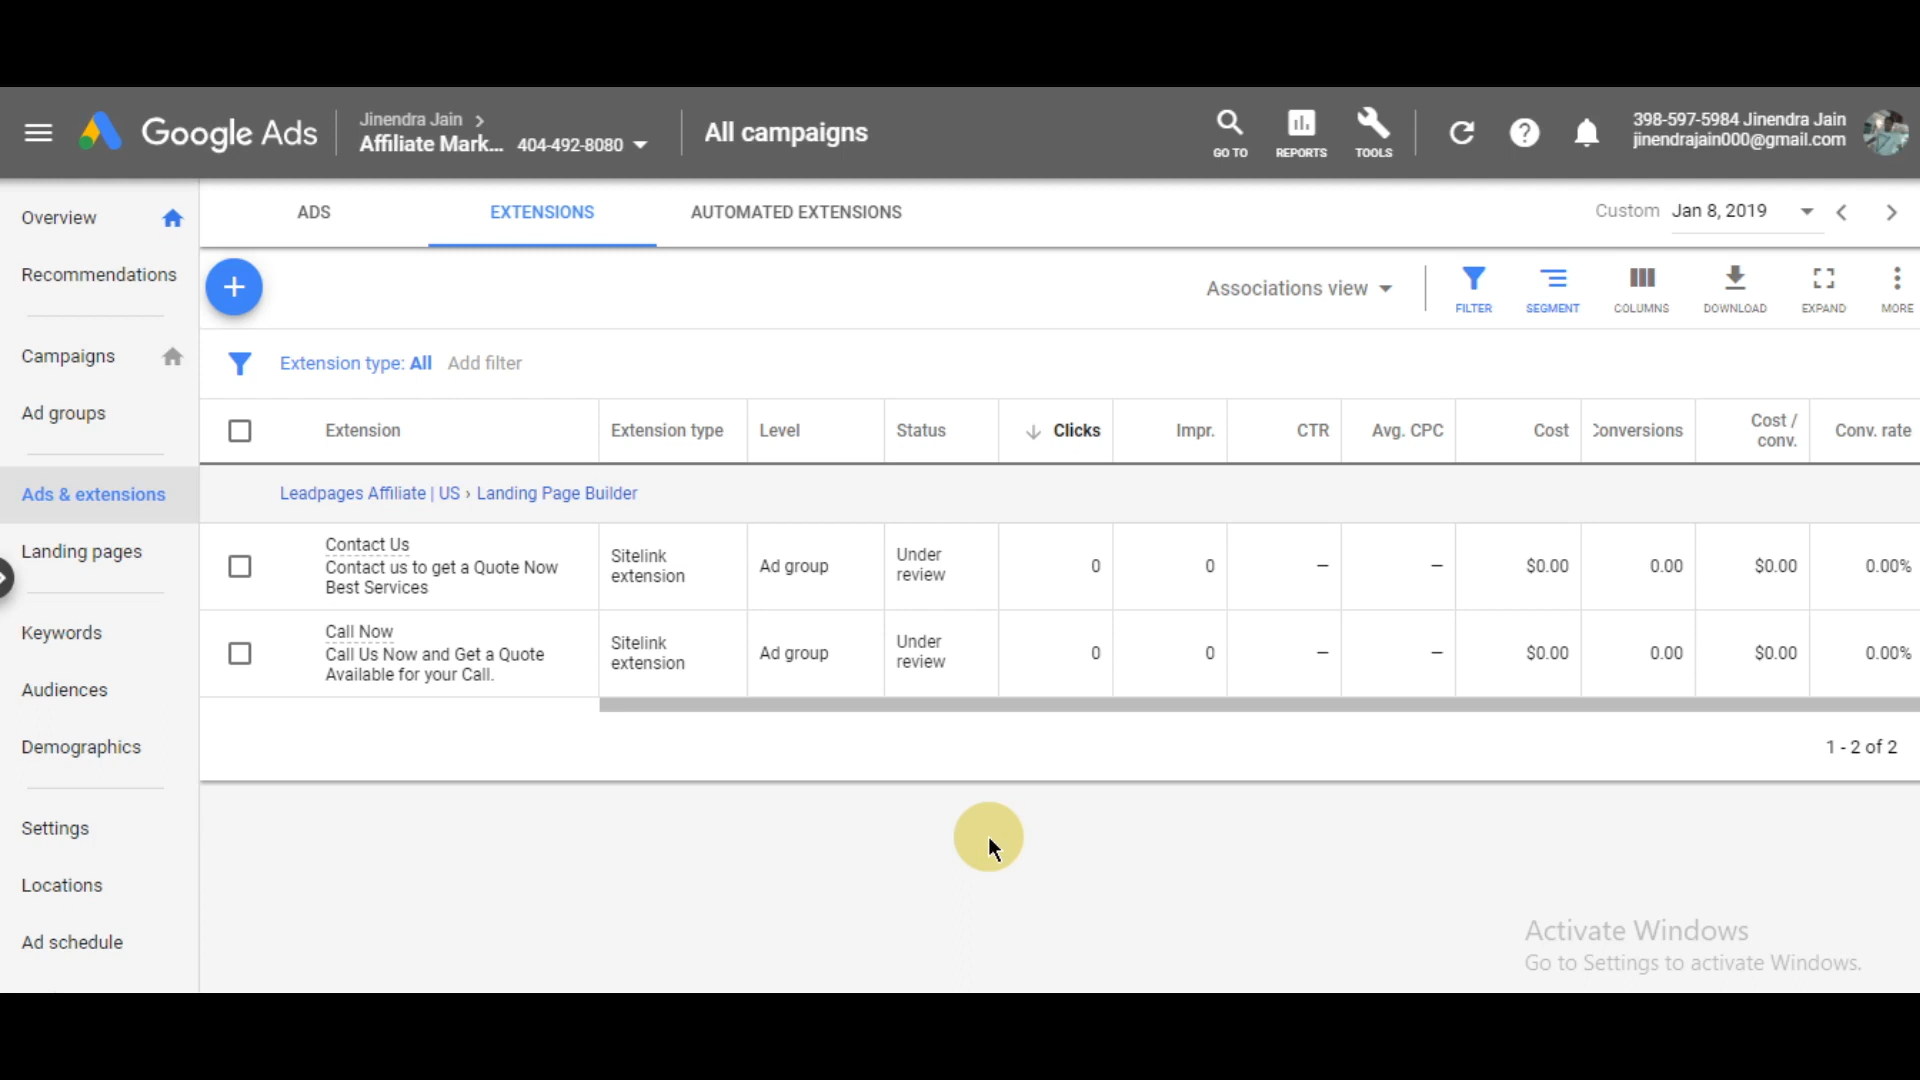 Google Ads
Jinendra Jain >
Affiliate Mark... 404-492-8080
All campaigns
GO TO
REPORTS
TOOLS
398-597-5984 Jinendra Jain
jinendrajain000@gmail.com
Overview
Recommendations
Campaigns
Ad groups
Ads & extensions
Landing pages
Keywords
Audiences
Demographics
Settings
Locations
Ad schedule
ADS
EXTENSIONS
AUTOMATED EXTENSIONS
Custom Jan 8, 2019
Associations view
FILTER
SEGMENT
COLUMNS
DOWNLOAD
EXPAND
MORE
Extension type: All Add filter
Extension
Extension type
Level
Status
Clicks
Impr.
CTR
Avg. CPC
Cost
Conversions
Cost /
conv.
Conv. rate
Leadpages Affiliate | US › Landing Page Builder
Contact Us
Contact us to get a Quote Now
Best Services
Sitelink
extension
Ad group
Under
review
0
0
–
–
$0.00
0.00
$0.00
0.00%
Call Now
Call Us Now and Get a Quote
Available for your Call.
Sitelink
extension
Ad group
Under
review
0
0
–
–
$0.00
0.00
$0.00
0.00%
1 - 2 of 2
Activate Windows
Go to Settings to activate Windows.